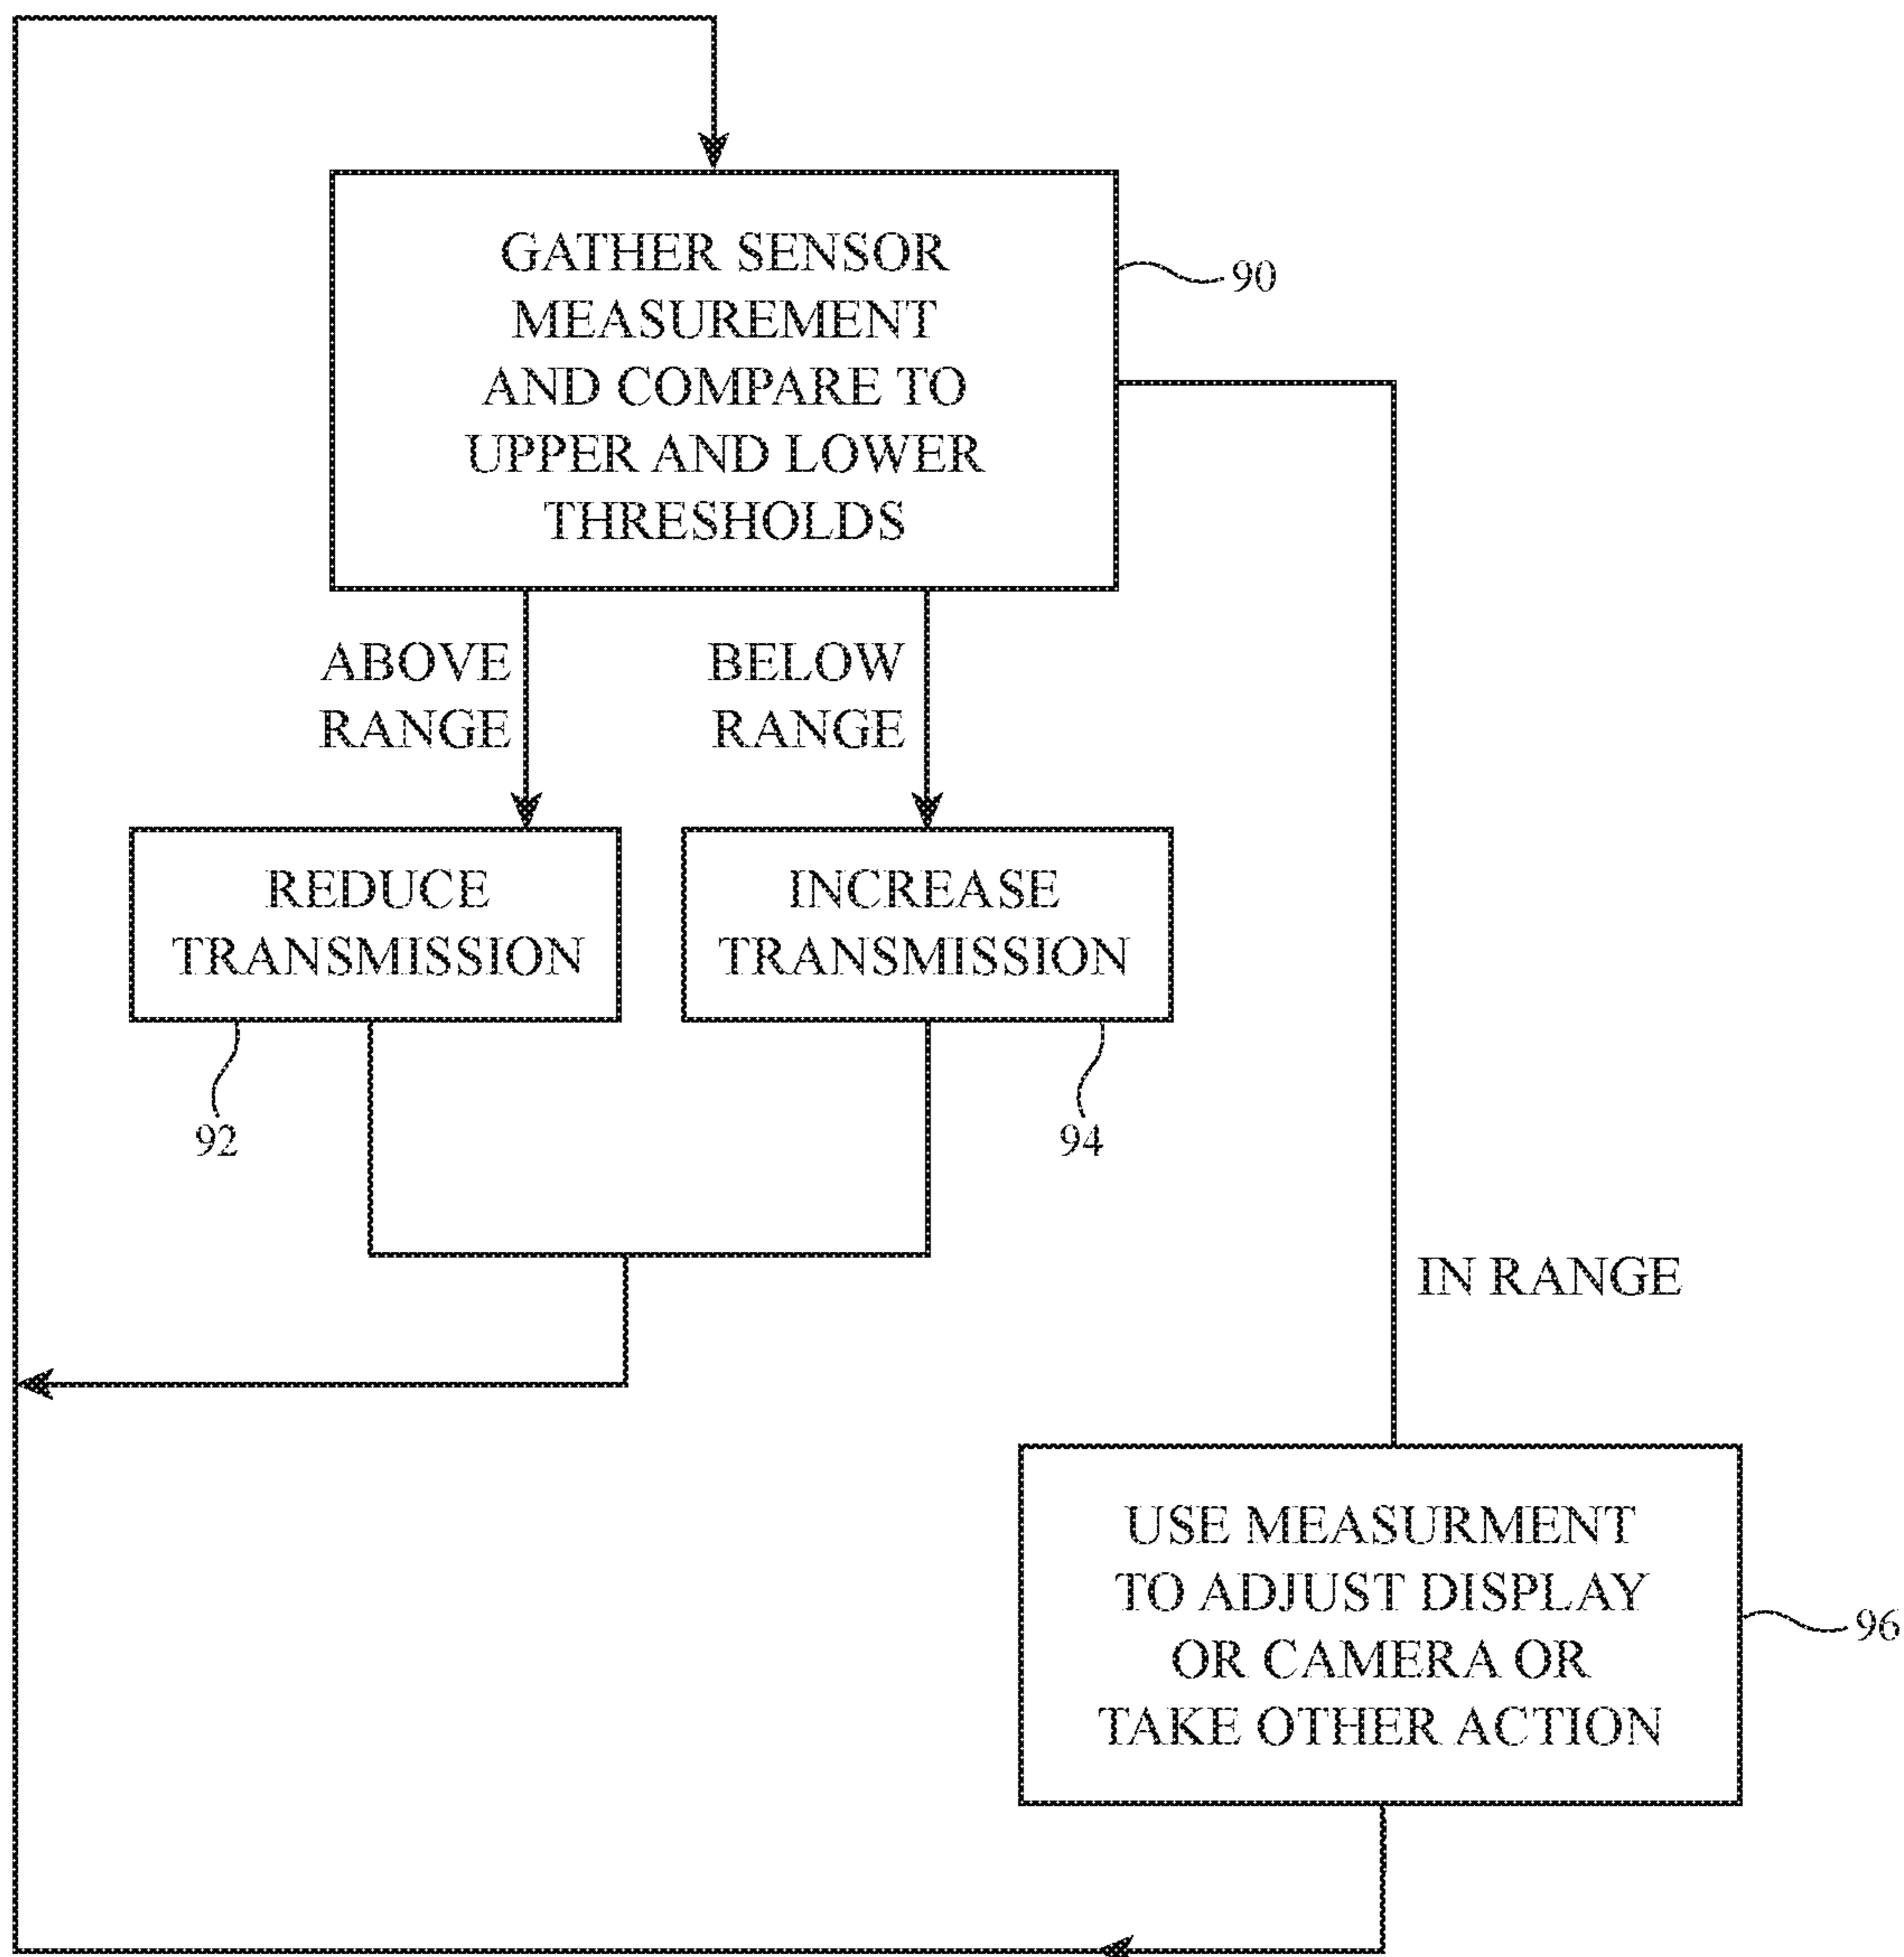 GATHER SENSOR
MEASUREMENT
AND COMPARE TO
UPPER AND LOWER
THRESHOLDS
90
ABOVE
RANGE
BELOW
RANGE
REDUCE
TRANSMISSION
INCREASE
TRANSMISSION
92
94
IN RANGE
USE MEASURMENT
TO ADJUST DISPLAY
OR CAMERA OR
TAKE OTHER ACTION
96